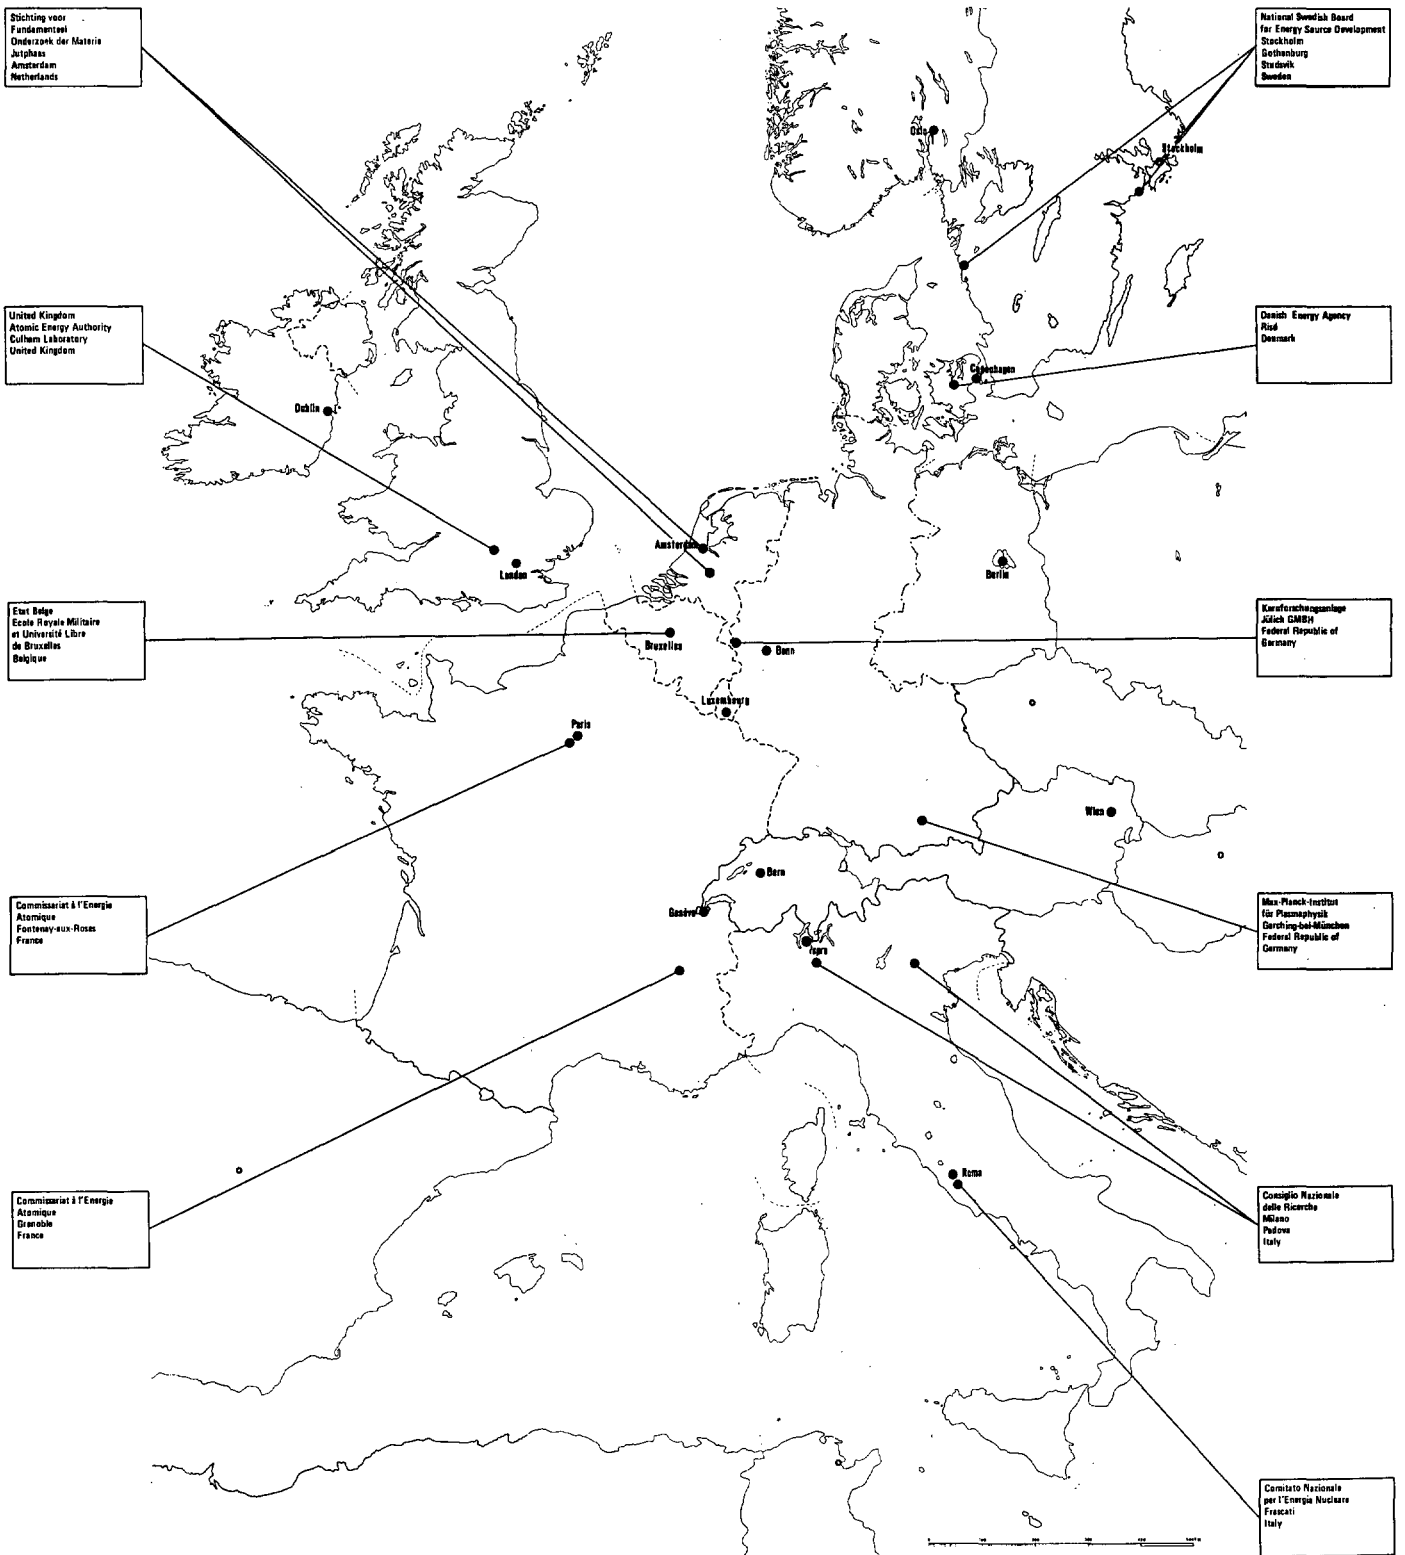 Stichting voor
Fundamenteel
Onderzoek der Materie
Jutphaas
Amsterdam
Netherlands
National Swedish Board
for Energy Source Development
Stockholm
Gothenburg
Studsvik
Sweden
Oslo
Stockholm
United Kingdom
Atomic Energy Authority
Culham Laboratory
United Kingdom
Danish Energy Agency
Risø
Denmark
Copenhagen
Dublin
Amsterdam
London
Berlin
Etat Belge
Ecole Royale Militaire
et Université Libre
de Bruxelles
Belgique
Kernforschungsanlage
Jülich GMBH
Federal Republic of
Germany
Bruxelles
Bonn
Luxembourg
Paris
Wien
Bern
Commissariat à l'Energie
Atomique
Fontenay-aux-Roses
France
Max-Planck-Institut
für Plasmaphysik
Garching-bei-München
Federal Republic of
Germany
Genève
Ispra
Roma
Commissariat à l'Energie
Atomique
Grenoble
France
Consiglio Nazionale
delle Ricerche
Milano
Padova
Italy
Comitato Nazionale
per l'Energia Nucleare
Frascati
Italy